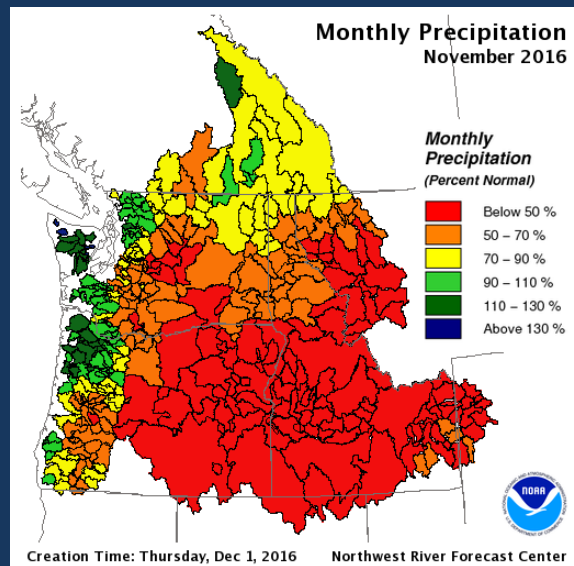 Monthly Precipitation
November 2016
Monthly
Precipitation
(Percent Normal)
Below 50 %
50 – 70 %
70 – 90 %
90 – 110 %
110 – 130 %
Above 130 %
NOAA
Creation Time: Thursday, Dec 1, 2016 Northwest River Forecast Center